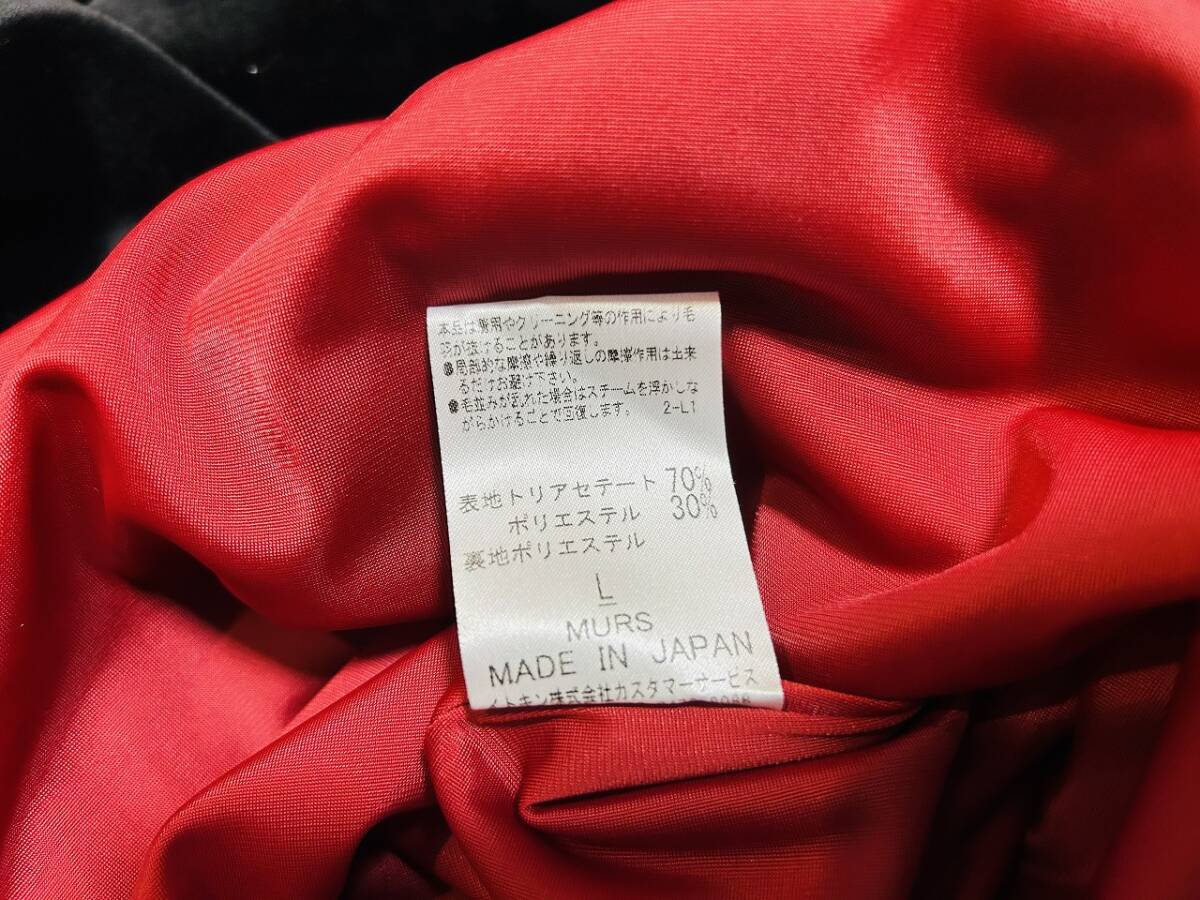 本品は着用やクリーニング等の作用により毛
羽が抜けることがあります。
●局部的な摩擦や繰り返しの摩擦作用は出来
るだけお避け下さい。
●毛並みが乱れた場合はスチームを浮かしな
がらかけることで回復します。 2-L1
表地トリアセテート 70%
ポリエステル 30%
裏地ポリエステル
L
MURS
MADE IN JAPAN
イトキン株式会社カスタマーサービス